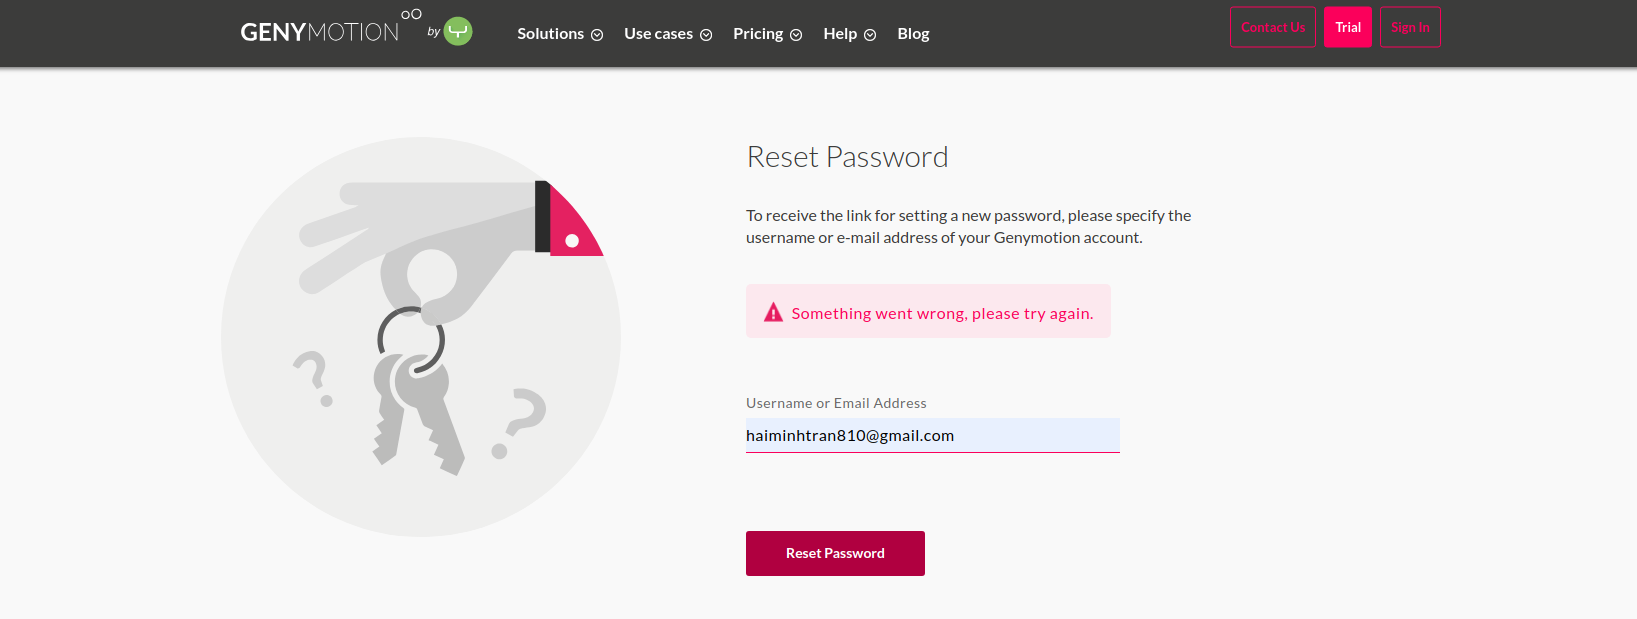 GENYMOTION by
Solutions Use cases Pricing Help Blog
Contact Us Trial Sign In
Reset Password
To receive the link for setting a new password, please specify the
username or e-mail address of your Genymotion account.
Something went wrong, please try again.
Username or Email Address
haiminhtran810@gmail.com
Reset Password